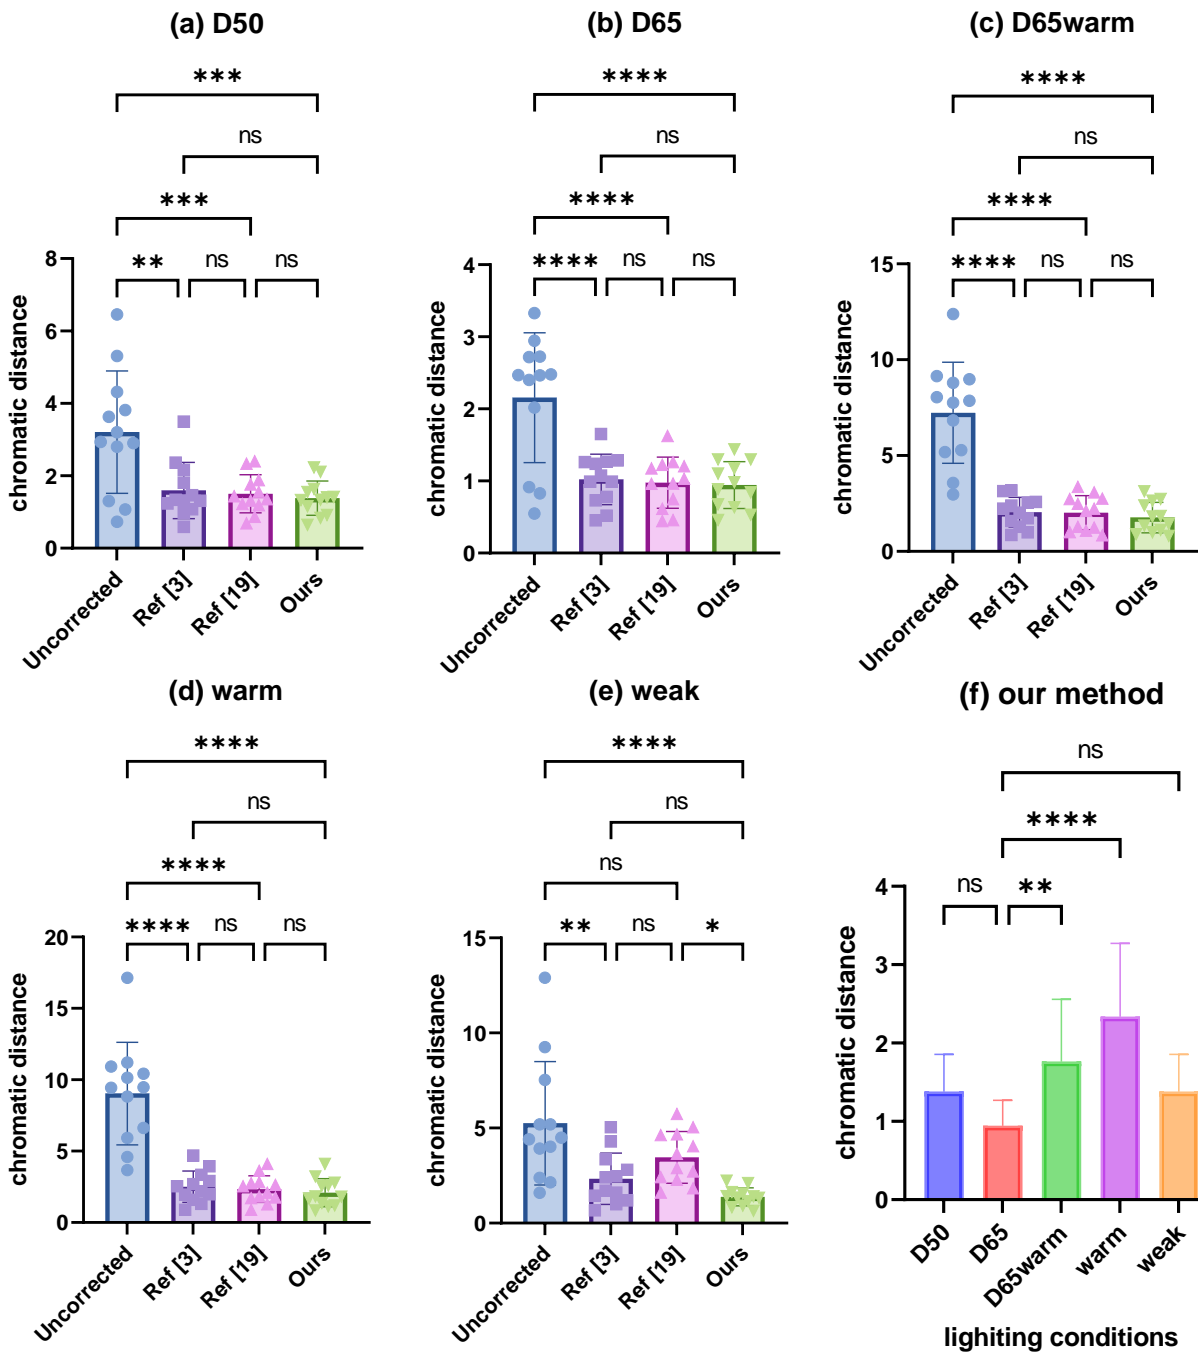 (a) D50
***
ns
***
**
ns
ns
chromatic distance
8
6
4
2
0
Uncorrected
Ref [3]
Ref [19]
Ours
(b) D65
****
ns
****
****
ns
ns
chromatic distance
4
3
2
1
0
Uncorrected
Ref [3]
Ref [19]
Ours
(c) D65warm
****
ns
****
****
ns
ns
chromatic distance
15
10
5
0
Uncorrected
Ref [3]
Ref [19]
Ours
(d) warm
****
ns
****
****
ns
ns
chromatic distance
20
15
10
5
0
Uncorrected
Ref [3]
Ref [19]
Ours
(e) weak
****
ns
ns
**
ns
*
chromatic distance
15
10
5
0
Uncorrected
Ref [3]
Ref [19]
Ours
(f) our method
ns
****
ns
**
chromatic distance
4
3
2
1
0
D50
D65
D65warm
warm
weak
lighiting conditions